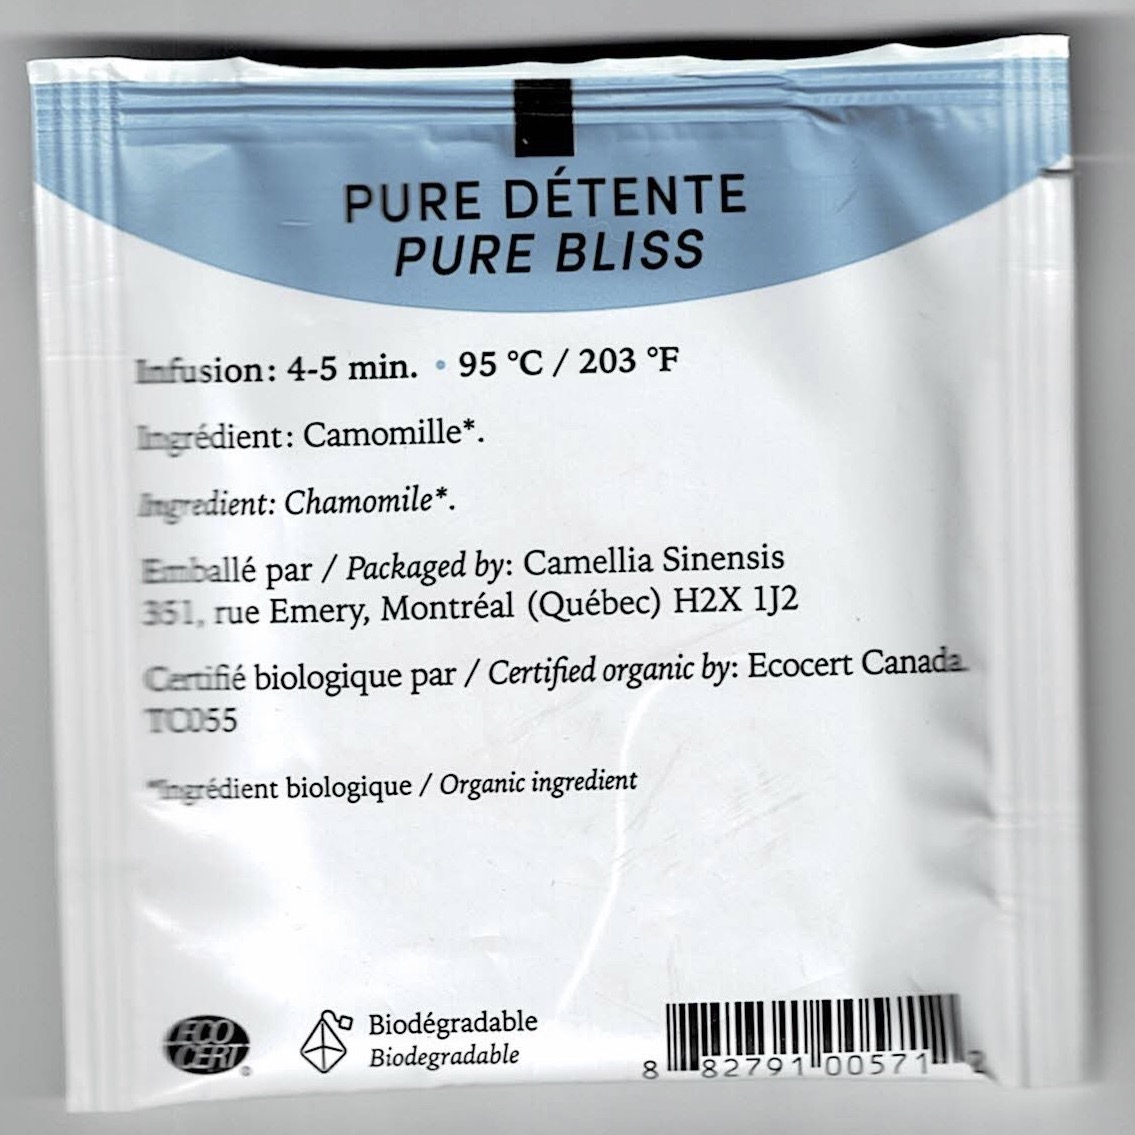 PURE DÉTENTE
PURE BLISS
Infusion: 4-5 min. • 95 °C / 203 °F
Ingrédient: Camomille*.
Ingredient: Chamomile*.
Emballé par / Packaged by: Camellia Sinensis
351, rue Emery, Montréal (Québec) H2X 1J2
Certifié biologique par / Certified organic by: Ecocert Canada.
TC055
*Ingrédient biologique / Organic ingredient
ECO
CERT
®
Biodégradable
Biodegradable
8 82791 00571 2